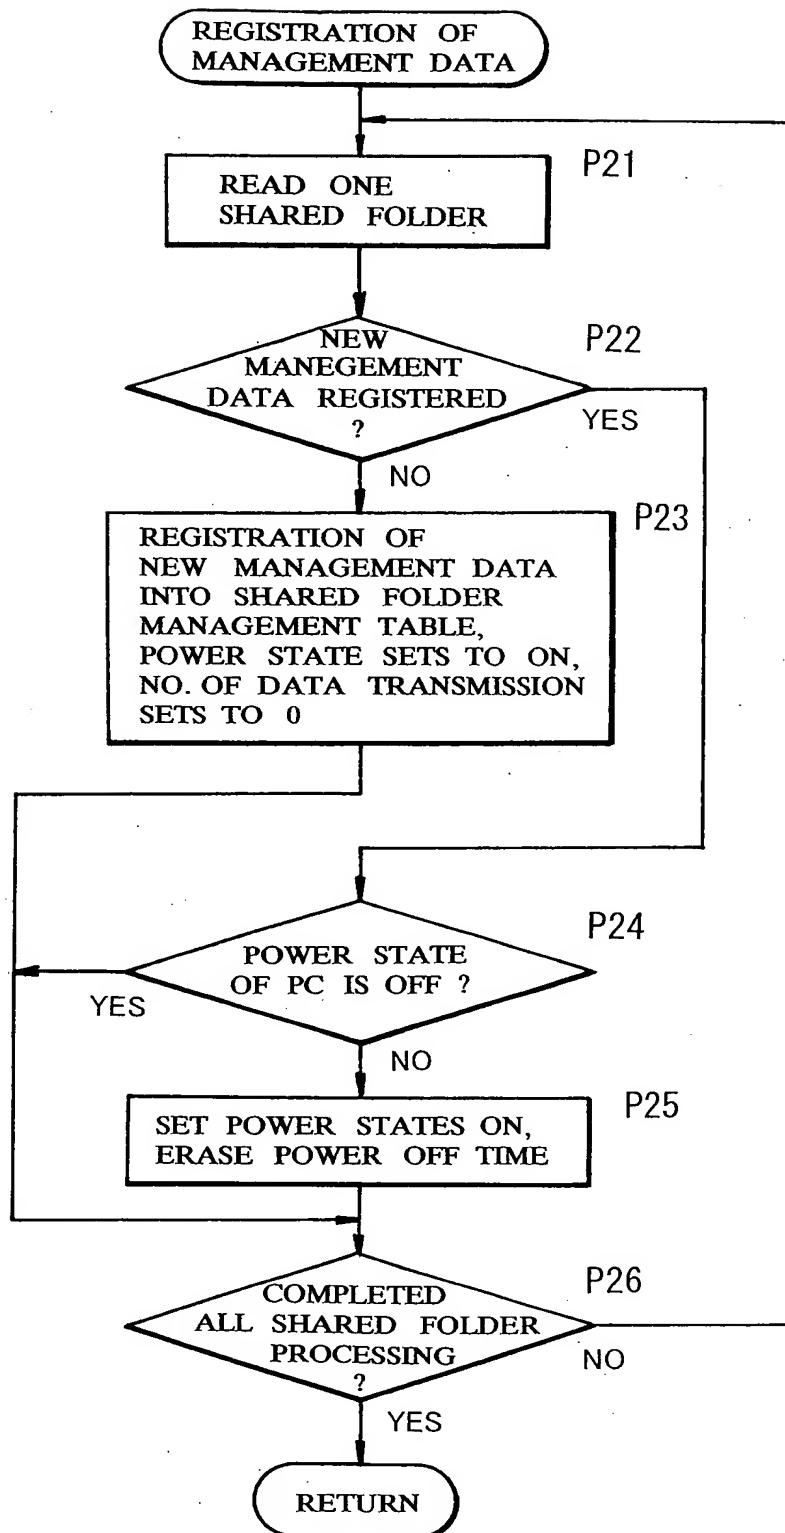 REGISTRATION OF
MANAGEMENT DATA
P21
READ ONE
SHARED FOLDER
P22
NEW
MANEGEMENT
DATA REGISTERED
?
YES
NO
P23
REGISTRATION OF
NEW MANAGEMENT DATA
INTO SHARED FOLDER
MANAGEMENT TABLE,
POWER STATE SETS TO ON,
NO. OF DATA TRANSMISSION
SETS TO 0
P24
POWER STATE
OF PC IS OFF ?
YES
NO
P25
SET POWER STATES ON,
ERASE POWER OFF TIME
P26
COMPLETED
ALL SHARED FOLDER
PROCESSING
?
NO
YES
RETURN